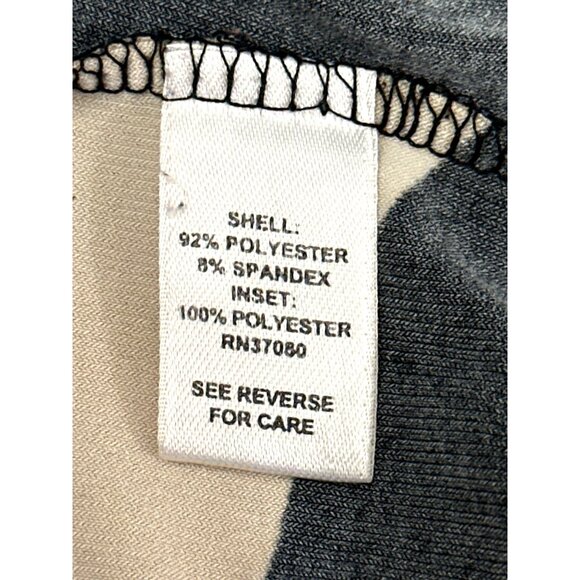 SHELL:
92% POLYESTER
8% SPANDEX
INSET:
100% POLYESTER
RN37080
SEE REVERSE
FOR CARE